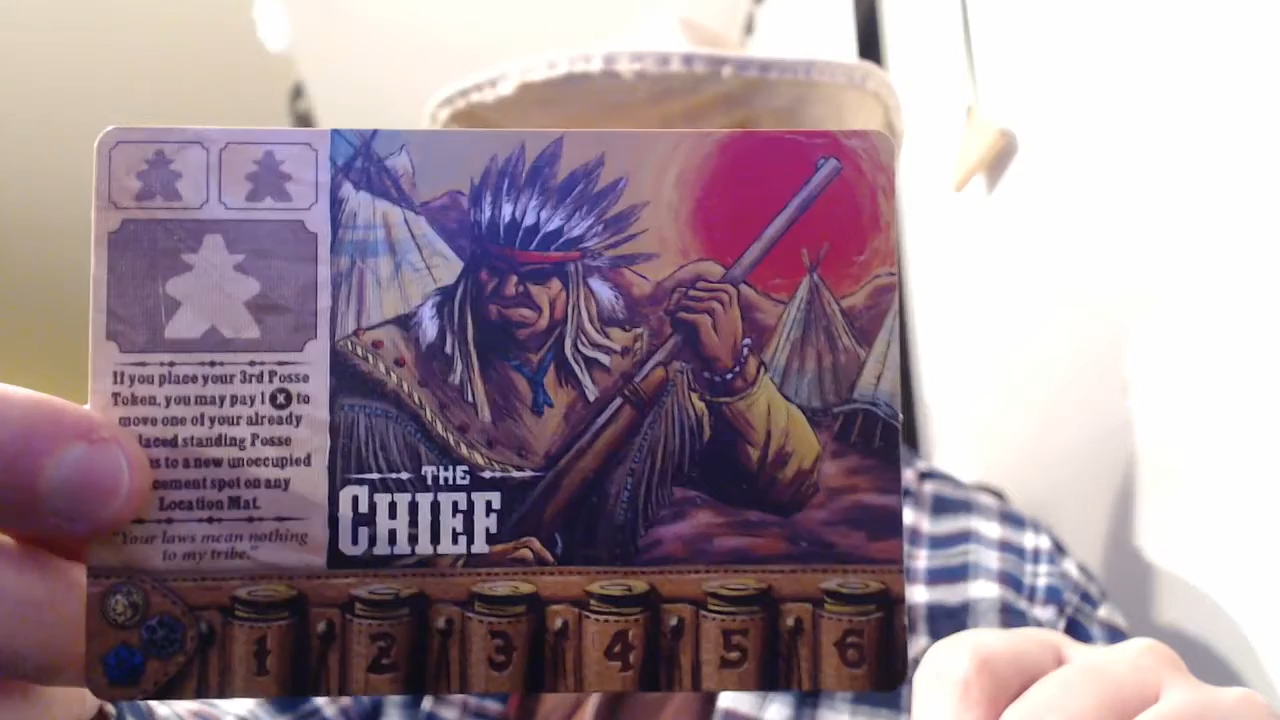 If you place your 3rd Posse
Token, you may pay 1 to
move one of your already
laced standing Posse
s to a new unoccupied
cement spot on any
Location Mat.
"Your laws mean nothing
to my tribe."
THE
CHIEF
1 2 3 4 5 6